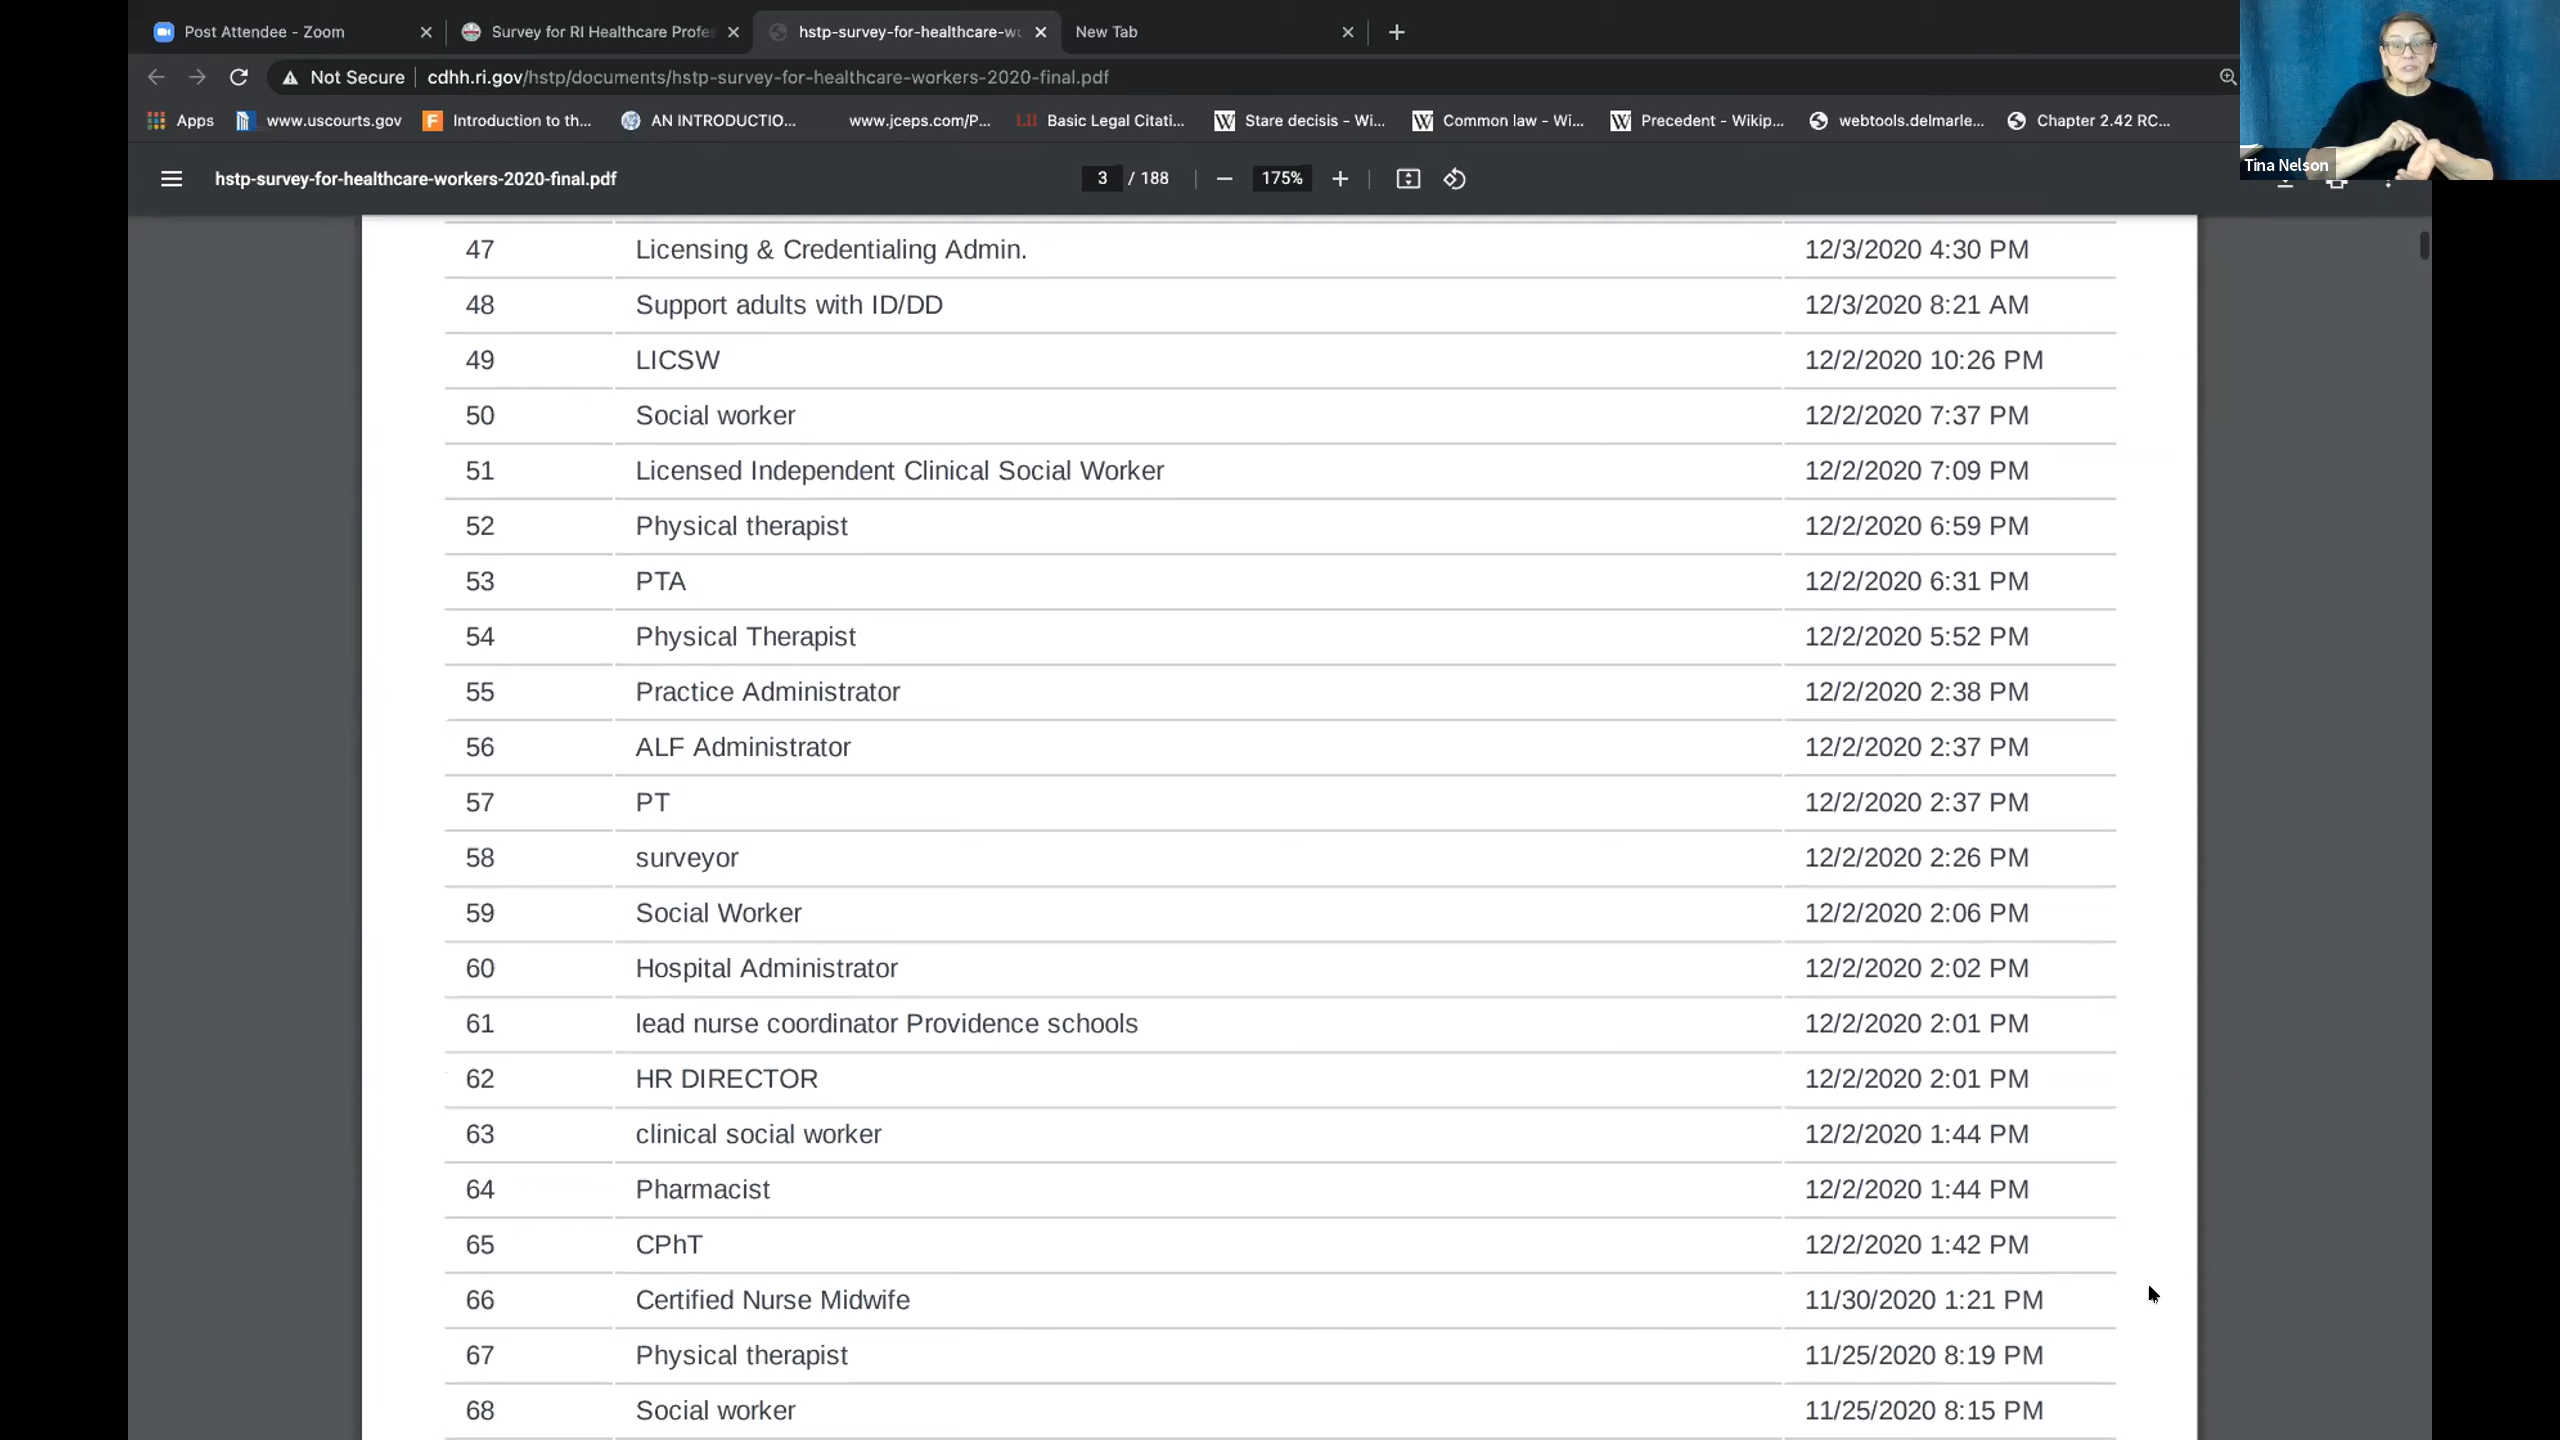 Post Attendee - Zoom
Survey for RI Healthcare Profes
hstp-survey-for-healthcare-wo
New Tab
Not Secure
cdhh.ri.gov/hstp/documents/hstp-survey-for-healthcare-workers-2020-final.pdf
Apps
www.uscourts.gov
Introduction to th...
AN INTRODUCTIO...
www.jceps.com/P...
LII Basic Legal Citati...
W Stare decisis - Wi...
W Common law - Wi...
W Precedent - Wikip...
webtools.delmarle...
Chapter 2.42 RC...
Tina Nelson
hstp-survey-for-healthcare-workers-2020-final.pdf
3 / 188
175%
47 Licensing & Credentialing Admin. 12/3/2020 4:30 PM
48 Support adults with ID/DD 12/3/2020 8:21 AM
49 LICSW 12/2/2020 10:26 PM
50 Social worker 12/2/2020 7:37 PM
51 Licensed Independent Clinical Social Worker 12/2/2020 7:09 PM
52 Physical therapist 12/2/2020 6:59 PM
53 PTA 12/2/2020 6:31 PM
54 Physical Therapist 12/2/2020 5:52 PM
55 Practice Administrator 12/2/2020 2:38 PM
56 ALF Administrator 12/2/2020 2:37 PM
57 PT 12/2/2020 2:37 PM
58 surveyor 12/2/2020 2:26 PM
59 Social Worker 12/2/2020 2:06 PM
60 Hospital Administrator 12/2/2020 2:02 PM
61 lead nurse coordinator Providence schools 12/2/2020 2:01 PM
62 HR DIRECTOR 12/2/2020 2:01 PM
63 clinical social worker 12/2/2020 1:44 PM
64 Pharmacist 12/2/2020 1:44 PM
65 CPhT 12/2/2020 1:42 PM
66 Certified Nurse Midwife 11/30/2020 1:21 PM
67 Physical therapist 11/25/2020 8:19 PM
68 Social worker 11/25/2020 8:15 PM